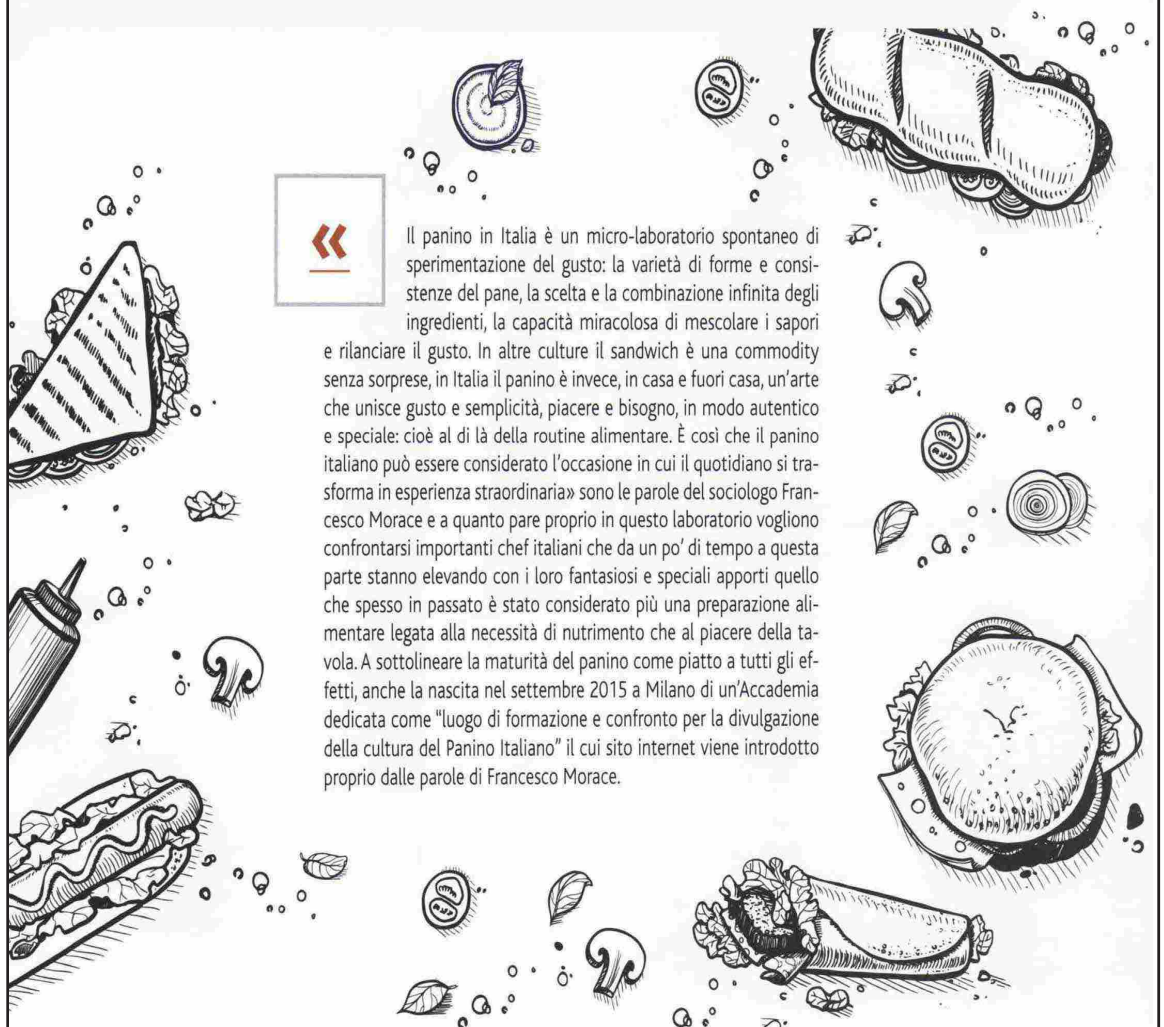 «
Il panino in Italia è un micro-laboratorio spontaneo di
sperimentazione del gusto: la varietà di forme e consi-
stenze del pane, la scelta e la combinazione infinita degli
ingredienti, la capacità miracolosa di mescolare i sapori
e rilanciare il gusto. In altre culture il sandwich è una commodity
senza sorprese, in Italia il panino è invece, in casa e fuori casa, un'arte
che unisce gusto e semplicità, piacere e bisogno, in modo autentico
e speciale: cioè al di là della routine alimentare. È così che il panino
italiano può essere considerato l'occasione in cui il quotidiano si tra-
sforma in esperienza straordinaria» sono le parole del sociologo Fran-
cesco Morace e a quanto pare proprio in questo laboratorio vogliono
confrontarsi importanti chef italiani che da un po' di tempo a questa
parte stanno elevando con i loro fantasiosi e speciali apporti quello
che spesso in passato è stato considerato più una preparazione ali-
mentare legata alla necessità di nutrimento che al piacere della ta-
vola. A sottolineare la maturità del panino come piatto a tutti gli ef-
fetti, anche la nascita nel settembre 2015 a Milano di un'Accademia
dedicata come "luogo di formazione e confronto per la divulgazione
della cultura del Panino Italiano" il cui sito internet viene introdotto
proprio dalle parole di Francesco Morace.